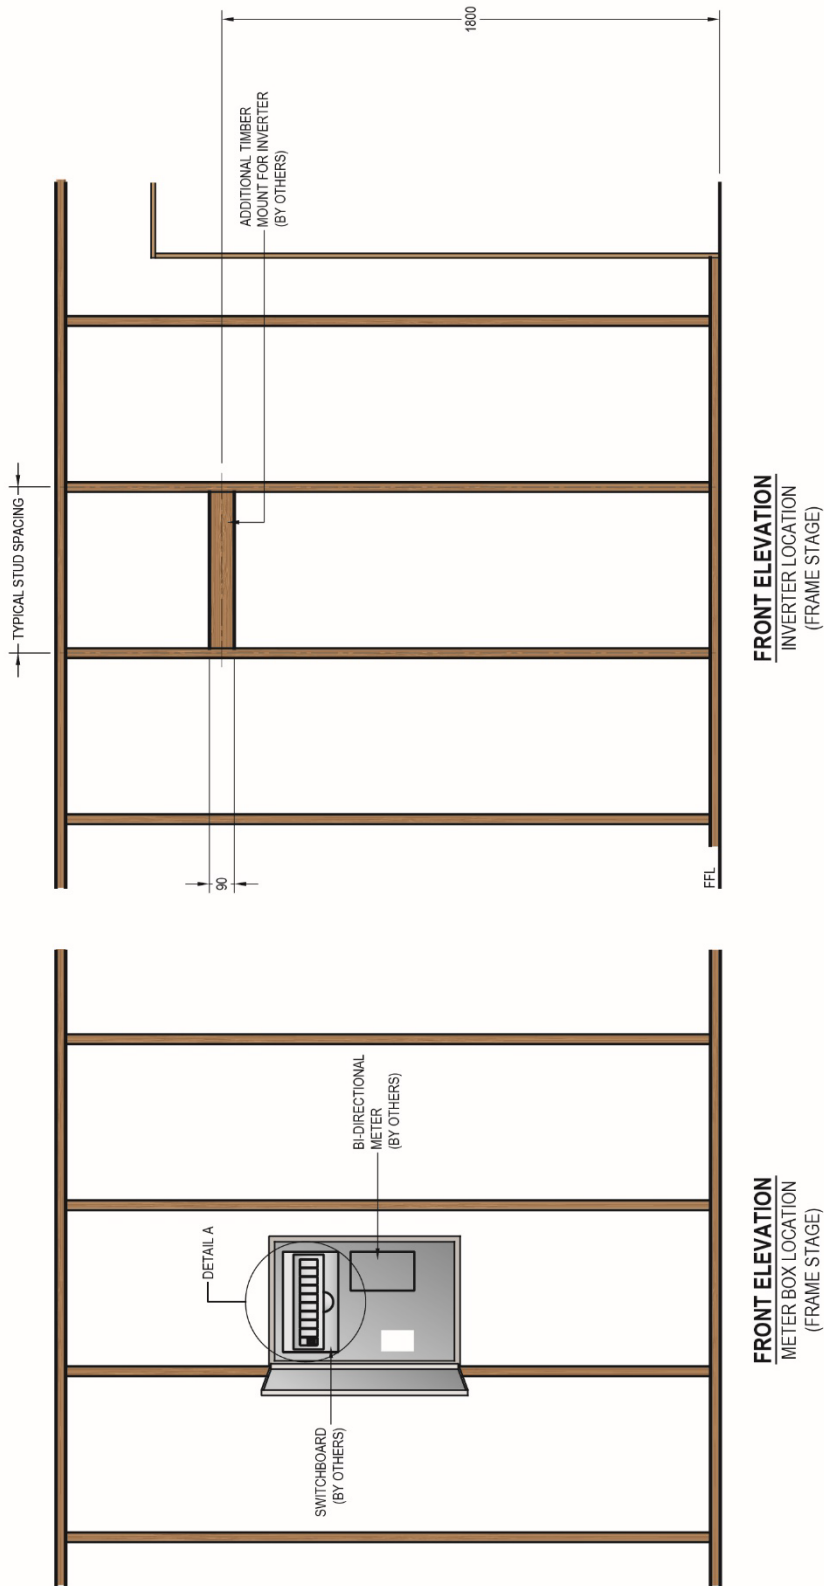 DETAIL A
SWITCHBOARD
(BY OTHERS)
BI-DIRECTIONAL
METER
(BY OTHERS)
FRONT ELEVATION
METER BOX LOCATION
(FRAME STAGE)
TYPICAL STUD SPACING
90
ADDITIONAL TIMBER
MOUNT FOR INVERTER
(BY OTHERS)
1800
FFL
FRONT ELEVATION
INVERTER LOCATION
(FRAME STAGE)